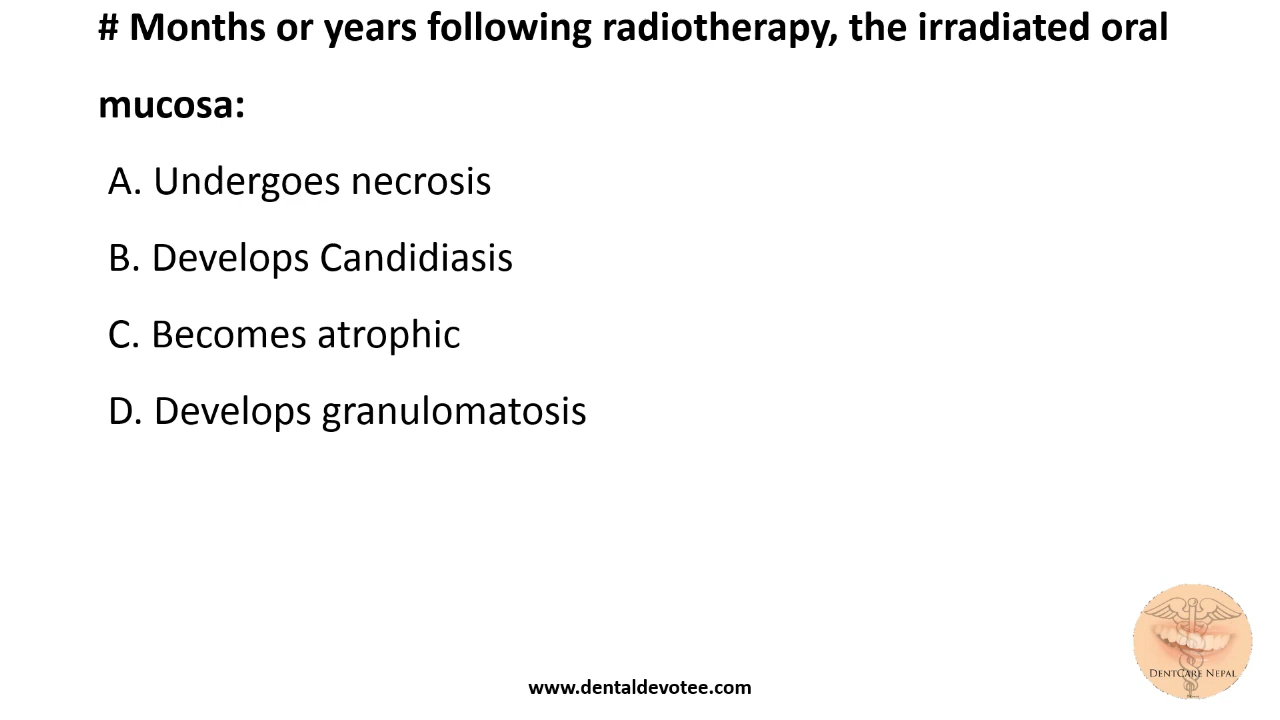 # Months or years following radiotherapy, the irradiated oral
mucosa:
A. Undergoes necrosis
B. Develops Candidiasis
C. Becomes atrophic
D. Develops granulomatosis
DENTCARE NEPAL
www.dentaldevotee.com